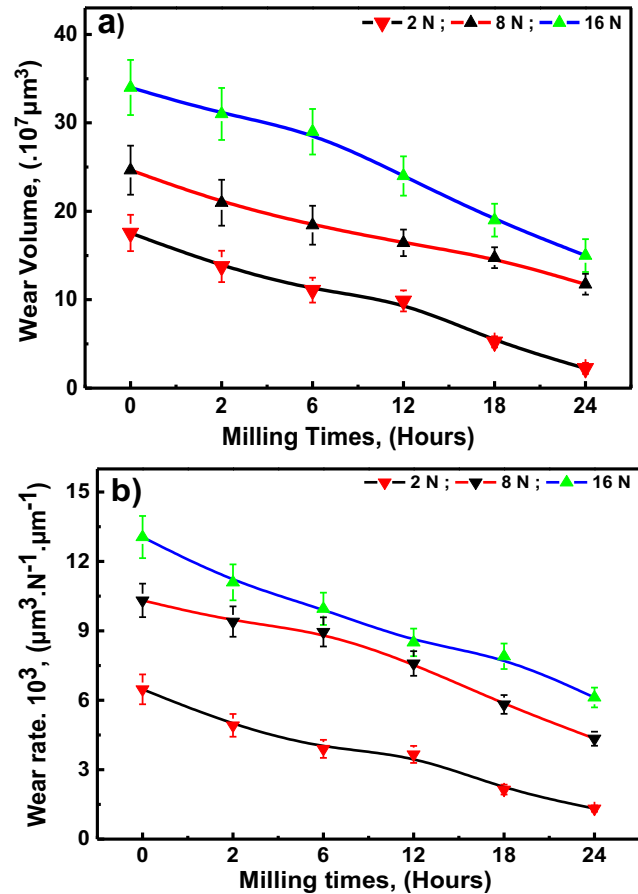 a)
2 N ; 8 N ; 16 N
40
30
20
10
0
Wear Volume, (.10⁷µm³)
0 2 6 12 18 24
Milling Times, (Hours)
b)
2 N ; 8 N ; 16 N
15
12
9
6
3
0
Wear rate. 10³, (µm³.N⁻¹.µm⁻¹)
0 2 6 12 18 24
Milling times, (Hours)